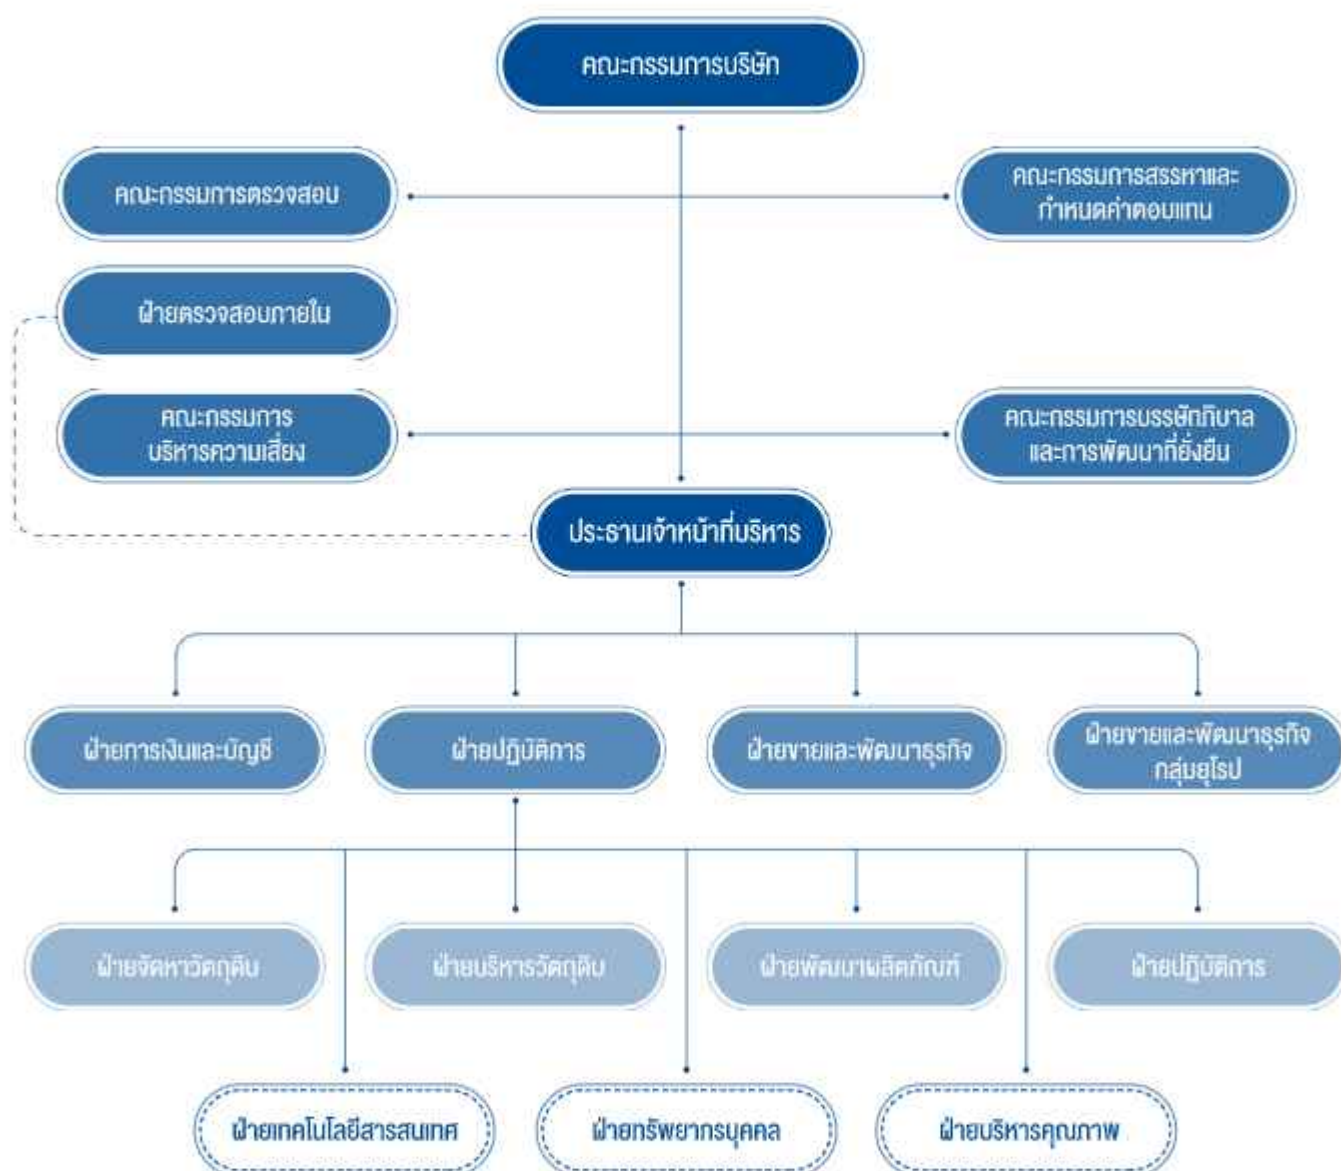 คณะกรรมการบริษัท
คณะกรรมการตรวจสอบ
คณะกรรมการสรรหาและ
กำหนดค่าตอบแทน
ฝ่ายตรวจสอบภายใน
คณะกรรมการ
บริหารความเสี่ยง
คณะกรรมการบรรษัทภิบาล
และการพัฒนาที่ยั่งยืน
ประธานเจ้าหน้าที่บริหาร
ฝ่ายการเงินและบัญชี
ฝ่ายปฏิบัติการ
ฝ่ายขายและพัฒนาธุรกิจ
ฝ่ายขายและพัฒนาธุรกิจ
กลุ่มยุโรป
ฝ่ายจัดหาวัตถุดิบ
ฝ่ายบริหารวัตถุดิบ
ฝ่ายพัฒนาผลิตภัณฑ์
ฝ่ายปฏิบัติการ
ฝ่ายเทคโนโลยีสารสนเทศ
ฝ่ายทรัพยากรบุคคล
ฝ่ายบริหารคุณภาพ